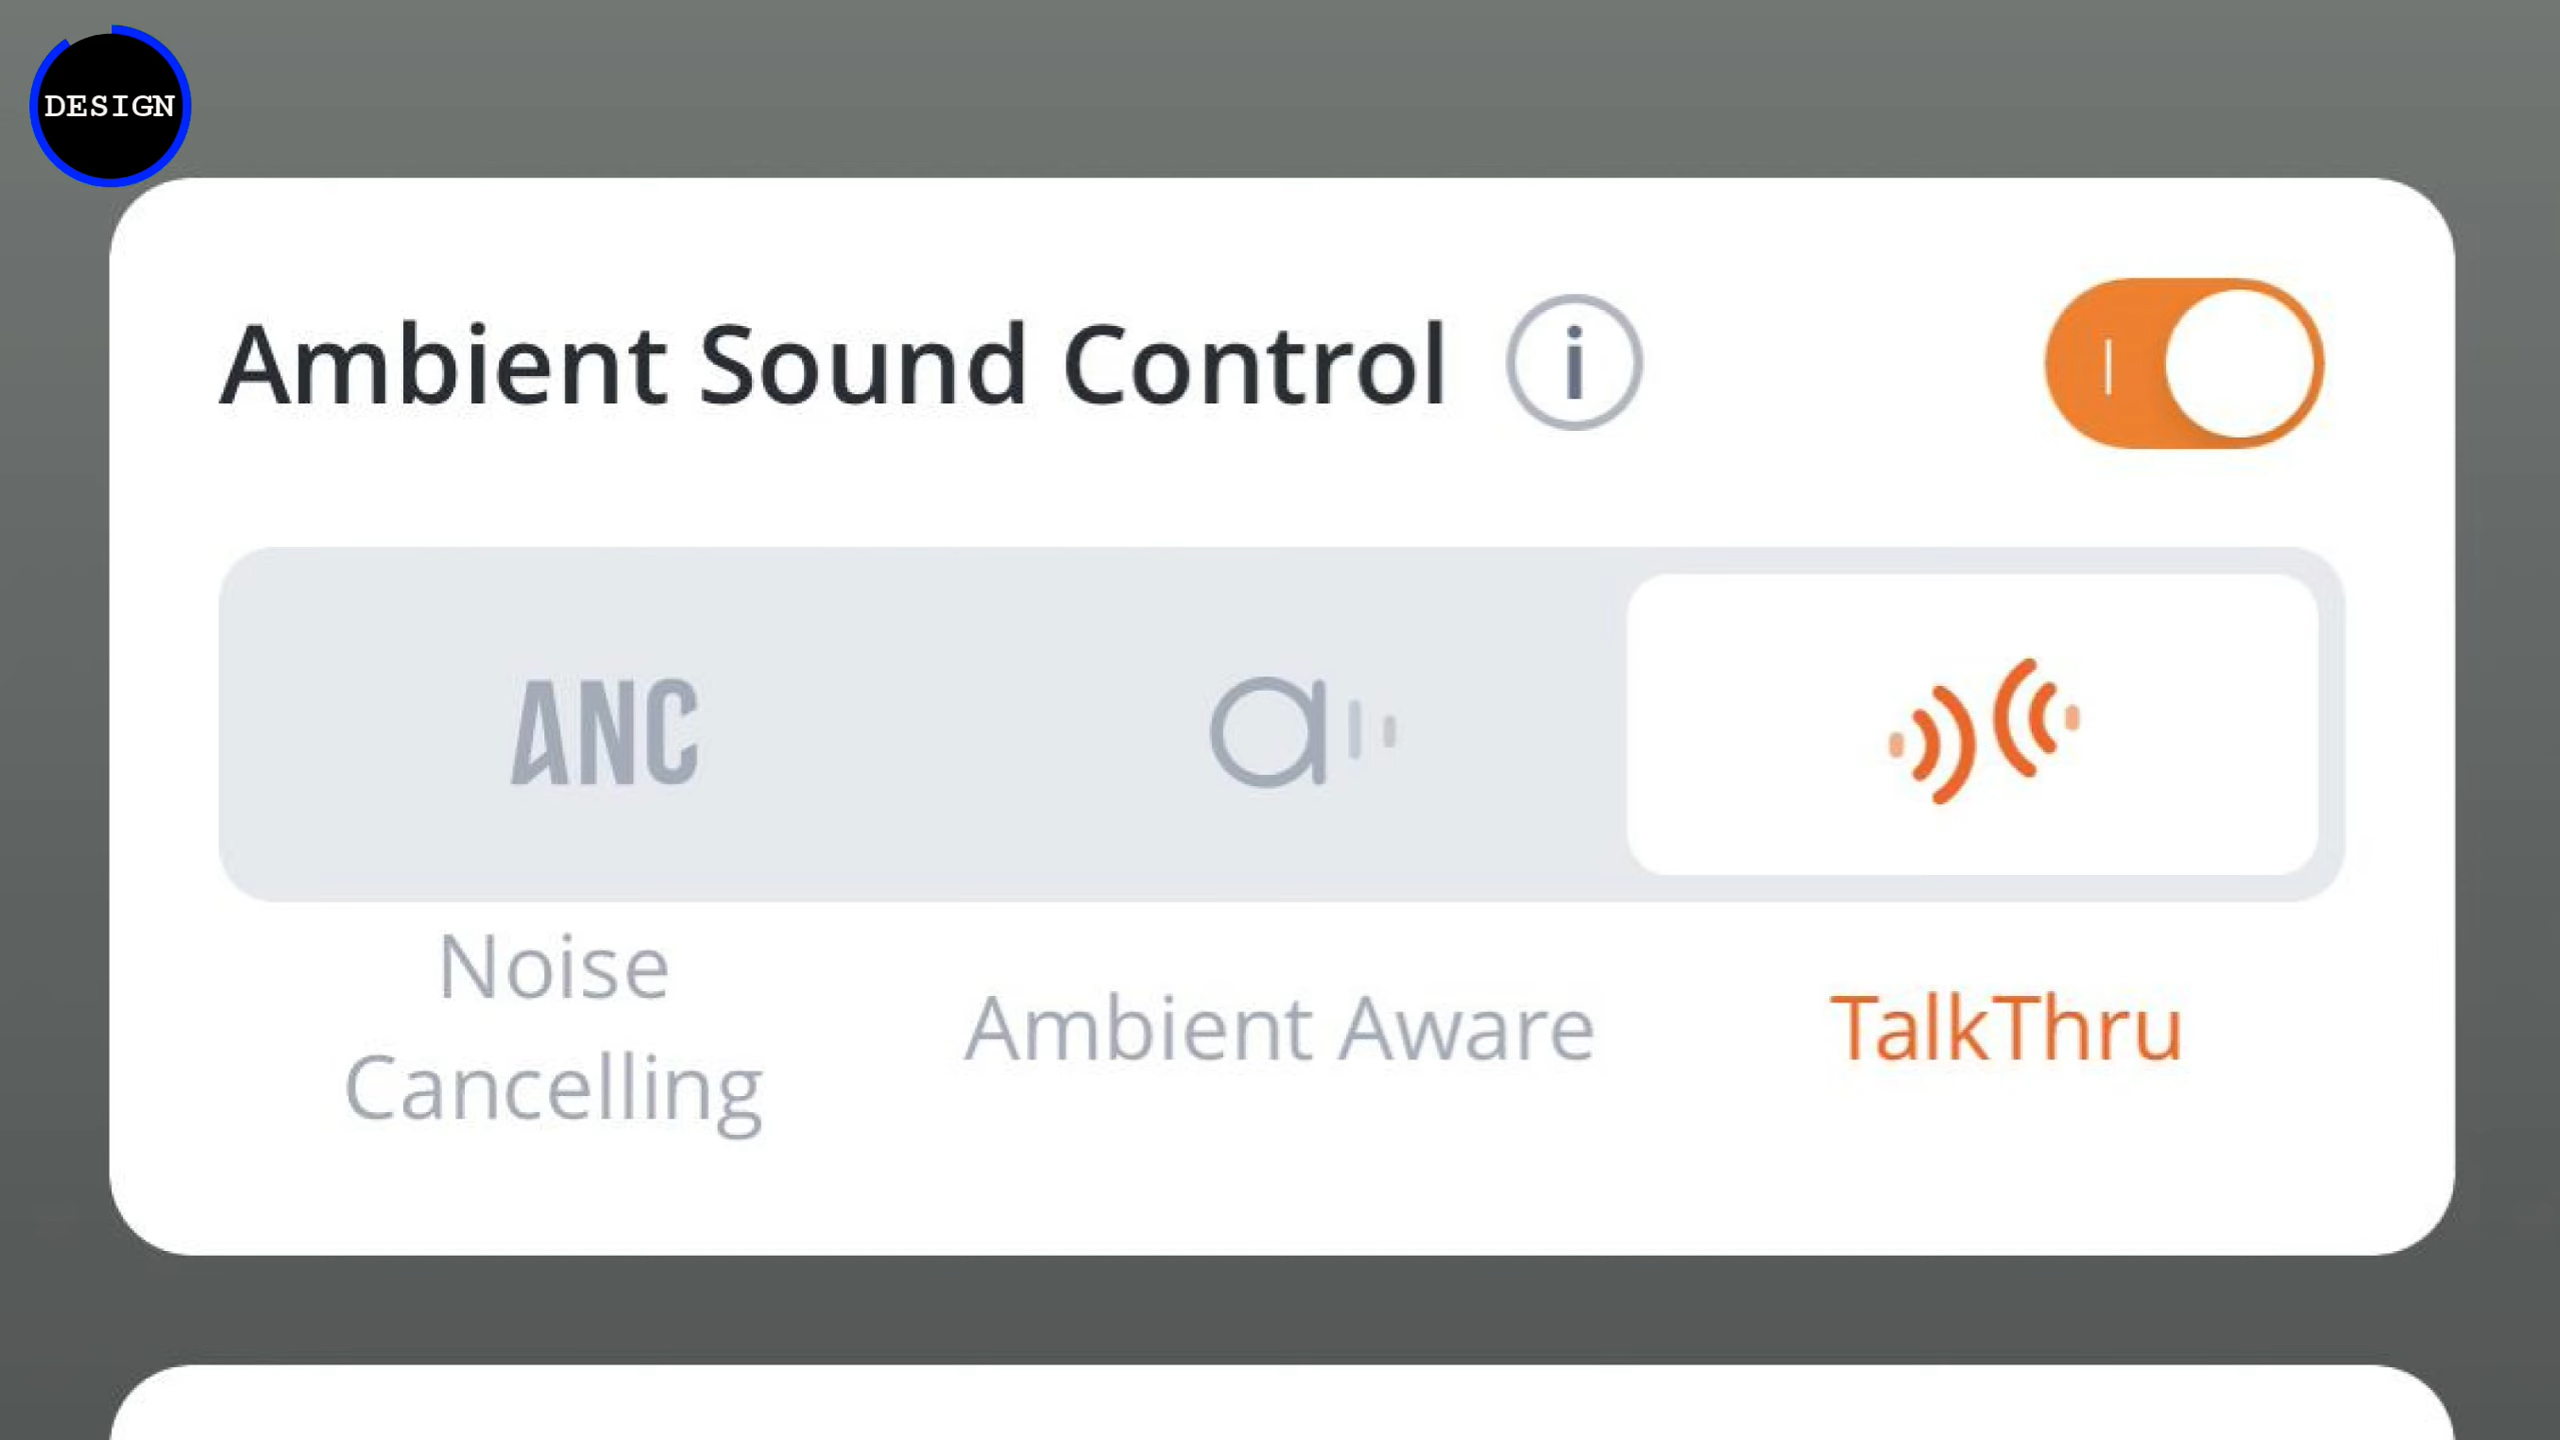 DESIGN
Ambient Sound Control i
ANC
Noise
Cancelling
Ambient Aware
TalkThru